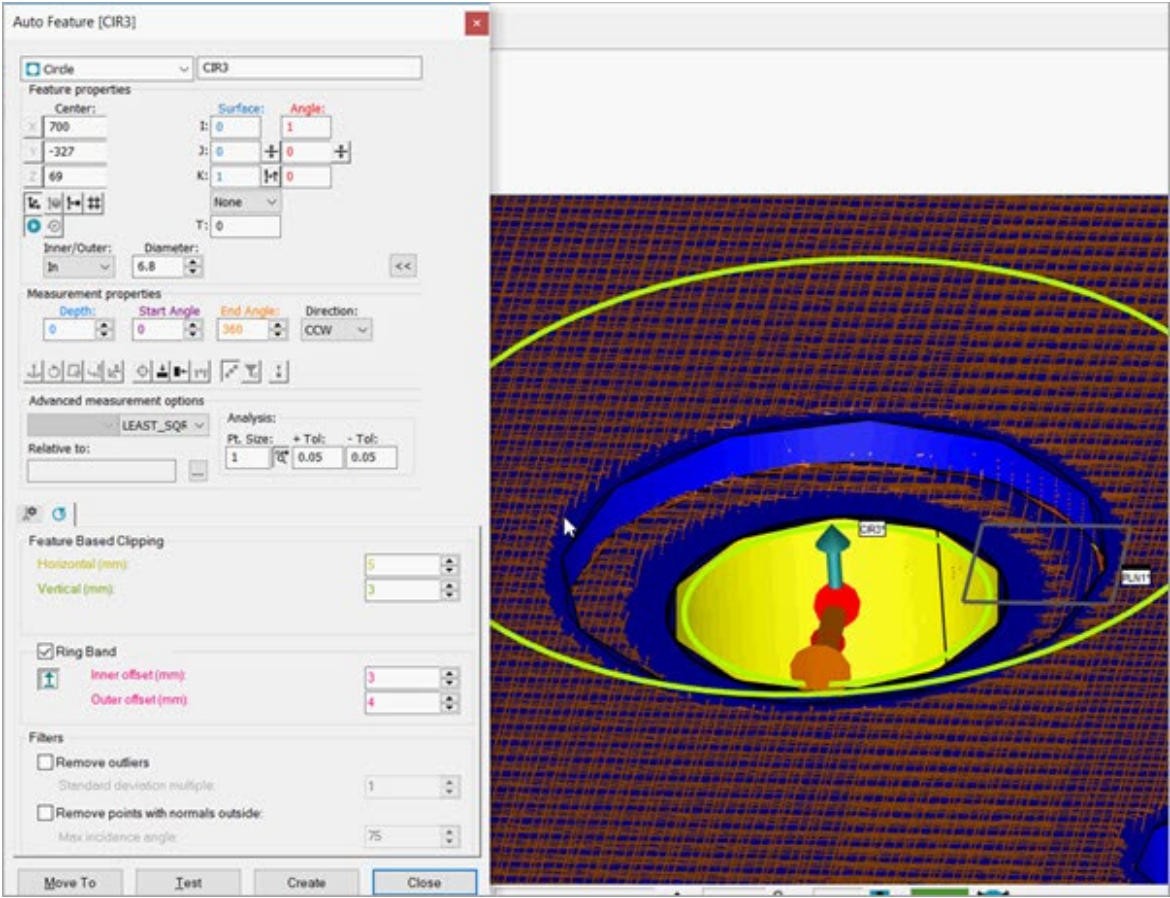 Auto Feature [CIR3]
Circle CIR3
Feature properties
Center: Surface: Angle:
X 700 I: 0 1
Y -327 J: 0 0
Z 69 K: 1 0
None
T: 0
Inner/Outer: Diameter:
In 6.8 <<
Measurement properties
Depth: Start Angle End Angle: Direction:
0 0 360 CCW
Advanced measurement options
LEAST_SQR Analysis:
Pt. Size: + Tol: - Tol:
Relative to: 1 0.05 0.05
...
Feature Based Clipping
Horizontal (mm): 5
Vertical (mm): 3
Ring Band
Inner offset (mm): 3
Outer offset (mm): 4
Filters
Remove outliers
Standard deviation multiple: 1
Remove points with normals outside:
Max incidence angle: 75
Move To Test Create Close
CIR3*
PLN1*